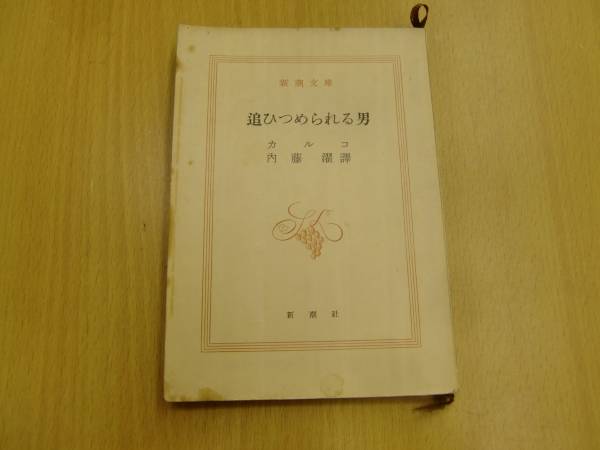 新潮文庫
追ひつめられる男
カルコ
内藤濯譯
新潮社